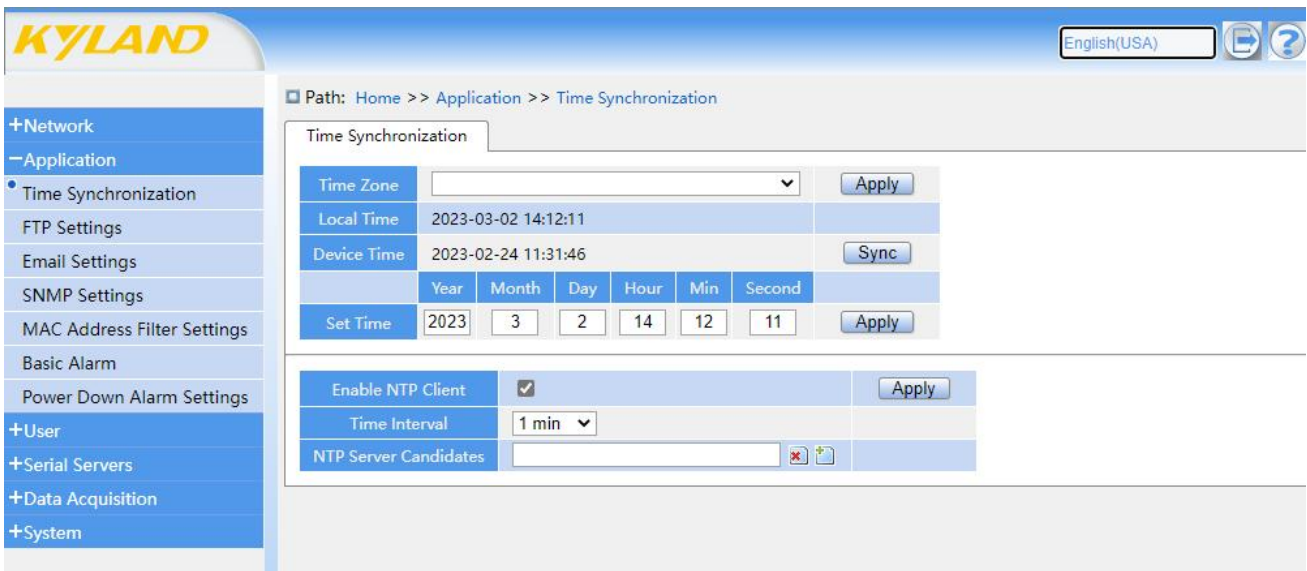 KYLAND
English(USA)
Path: Home >> Application >> Time Synchronization
+Network
−Application
Time Synchronization
FTP Settings
Email Settings
SNMP Settings
MAC Address Filter Settings
Basic Alarm
Power Down Alarm Settings
+User
+Serial Servers
+Data Acquisition
+System
Time Synchronization
Time Zone Apply
Local Time 2023-03-02 14:12:11
Device Time 2023-02-24 11:31:46 Sync
Year Month Day Hour Min Second
Set Time 2023 3 2 14 12 11 Apply
Enable NTP Client Apply
Time Interval 1 min
NTP Server Candidates